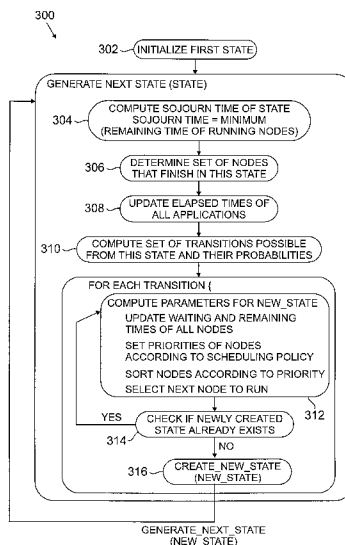 300
302 INITIALIZE FIRST STATE
GENERATE NEXT STATE (STATE)
304 COMPUTE SOJOURN TIME OF STATE
SOJOURN TIME = MINIMUM
(REMAINING TIME OF RUNNING NODES)
306 DETERMINE SET OF NODES
THAT FINISH IN THIS STATE
308 UPDATE ELAPSED TIMES OF
ALL APPLICATIONS
310 COMPUTE SET OF TRANSITIONS POSSIBLE
FROM THIS STATE AND THEIR PROBABILITIES
FOR EACH TRANSITION {
COMPUTE PARAMETERS FOR NEW_STATE
UPDATE WAITING AND REMAINING
TIMES OF ALL NODES
SET PRIORITIES OF NODES
ACCORDING TO SCHEDULING POLICY
SORT NODES ACCORDING TO PRIORITY
SELECT NEXT NODE TO RUN
312
YES
314 CHECK IF NEWLY CREATED
STATE ALREADY EXISTS
NO
316 CREATE_NEW_STATE
(NEW_STATE)
GENERATE_NEXT_STATE
(NEW_STATE)